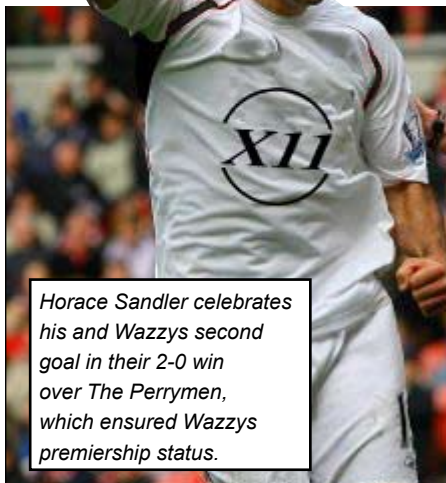 X11
Horace Sandler celebrates
his and Wazzys second
goal in their 2-0 win
over The Perrymen,
which ensured Wazzys
premiership status.